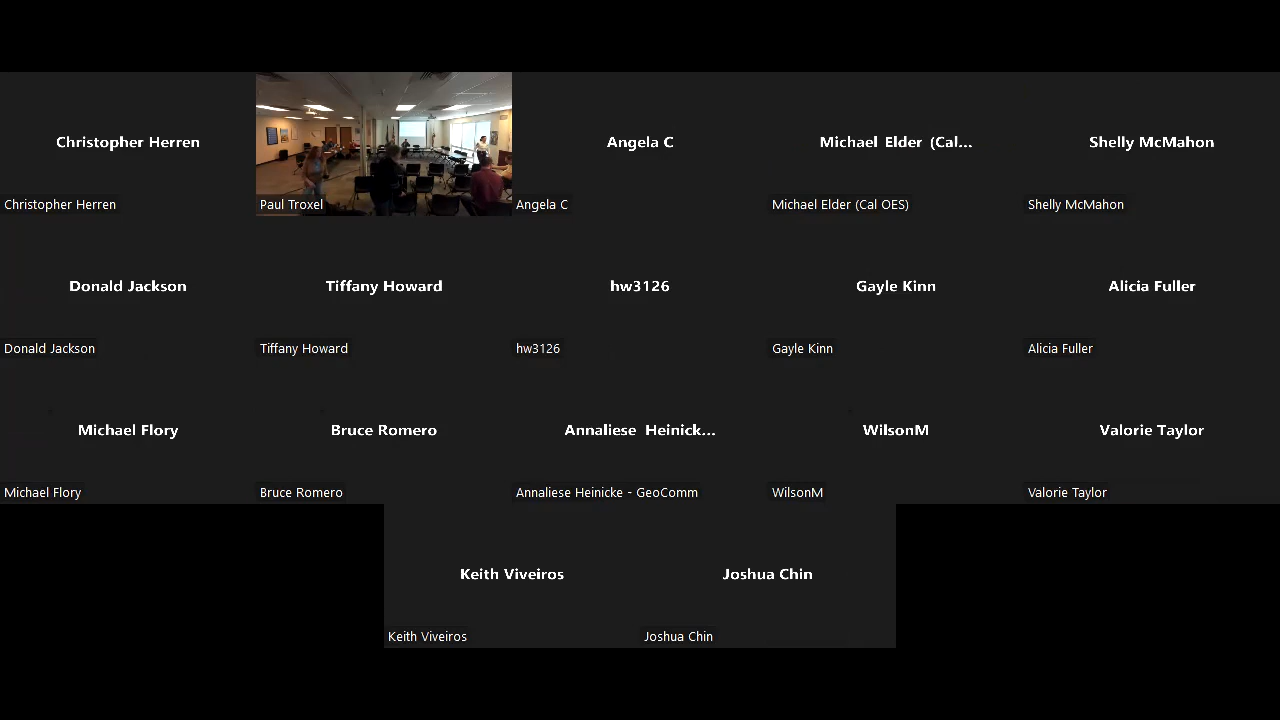 Christopher Herren
Christopher Herren
Paul Troxel
Angela C
Angela C
Michael Elder (Cal...
Michael Elder (Cal OES)
Shelly McMahon
Shelly McMahon
Donald Jackson
Donald Jackson
Tiffany Howard
Tiffany Howard
hw3126
hw3126
Gayle Kinn
Gayle Kinn
Alicia Fuller
Alicia Fuller
Michael Flory
Michael Flory
Bruce Romero
Bruce Romero
Annaliese Heinick...
Annaliese Heinicke - GeoComm
WilsonM
WilsonM
Valorie Taylor
Valorie Taylor
Keith Viveiros
Keith Viveiros
Joshua Chin
Joshua Chin